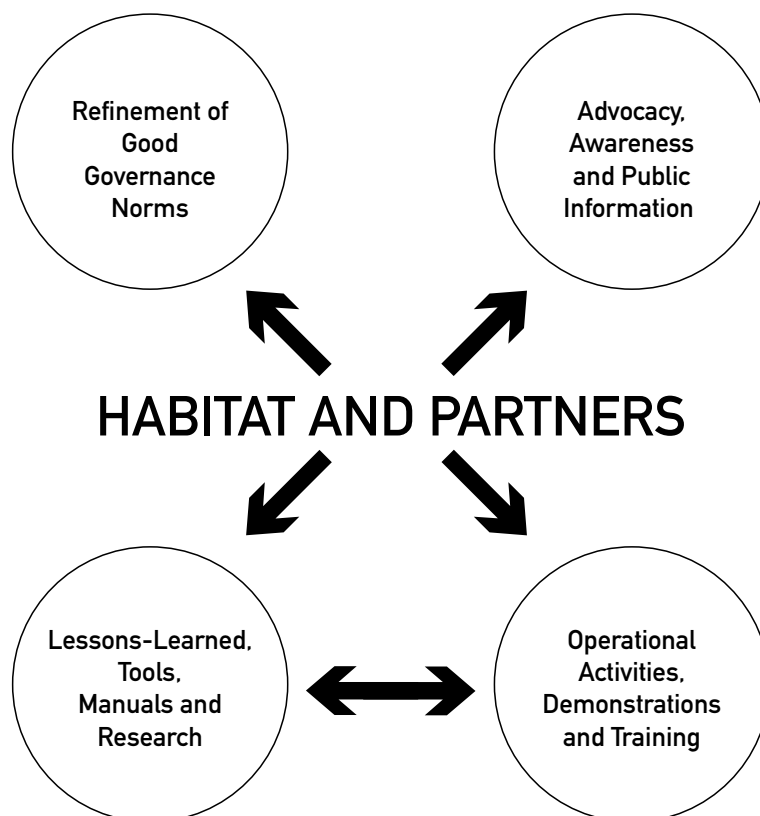 Refinement of
Good
Governance
Norms
Advocacy,
Awareness
and Public
Information
HABITAT AND PARTNERS
Lessons-Learned,
Tools,
Manuals and
Research
Operational
Activities,
Demonstrations
and Training